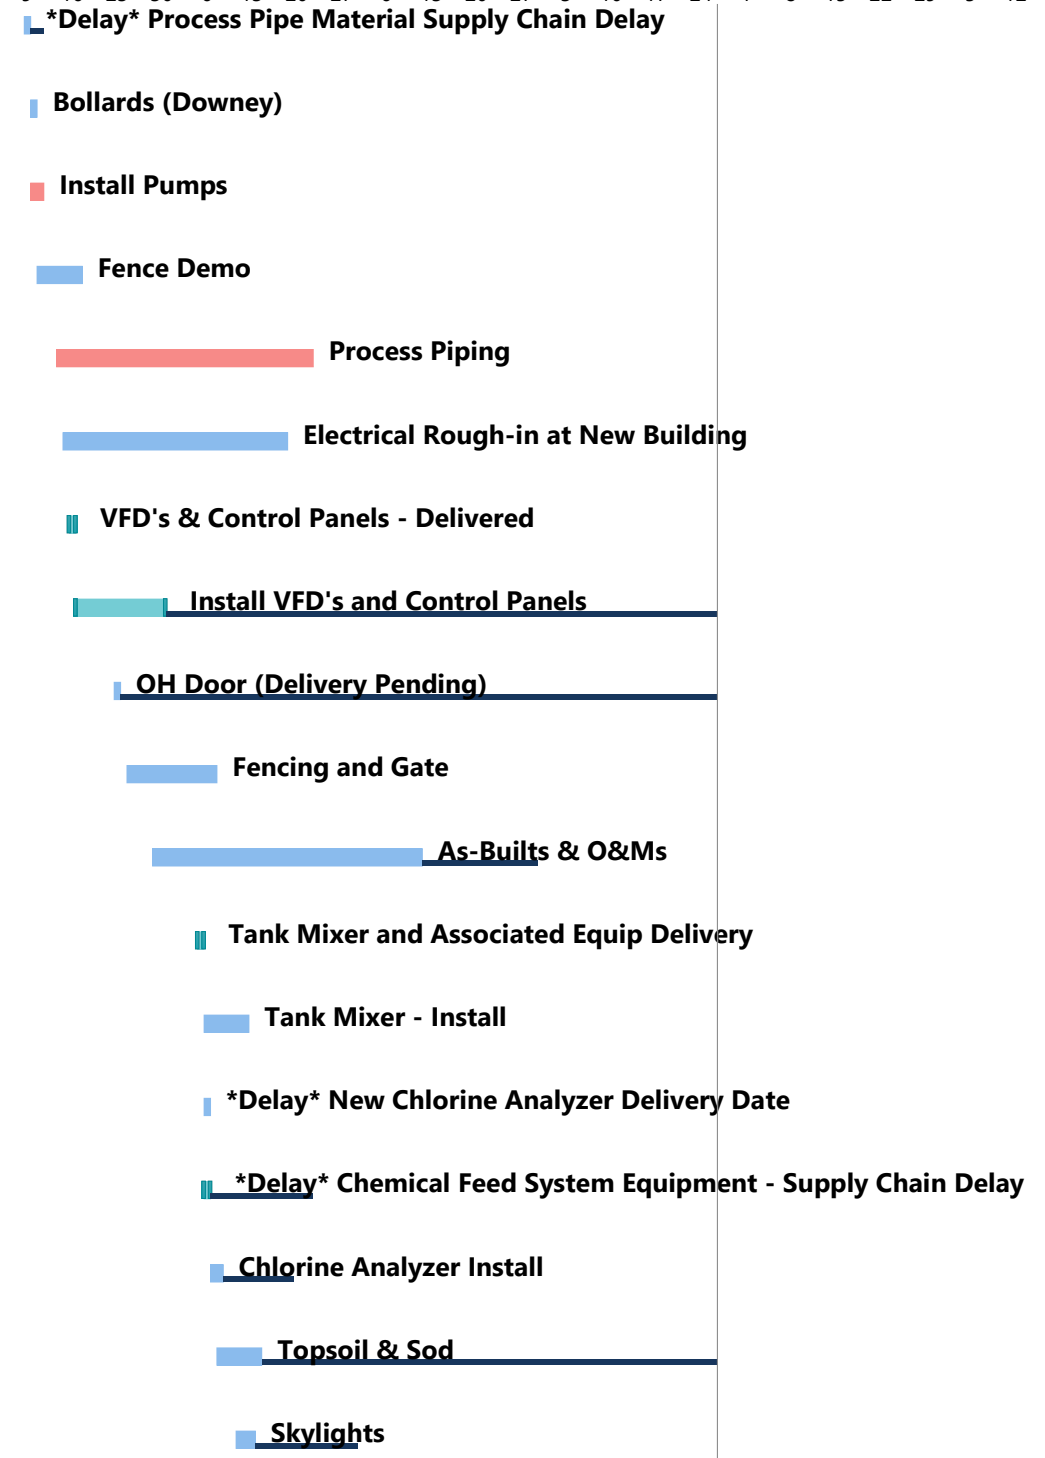 *Delay* Process Pipe Material Supply Chain Delay
Bollards (Downey)
Install Pumps
Fence Demo
Process Piping
Electrical Rough-in at New Building
VFD's & Control Panels - Delivered
Install VFD's and Control Panels
OH Door (Delivery Pending)
Fencing and Gate
As-Builts & O&Ms
Tank Mixer and Associated Equip Delivery
Tank Mixer - Install
*Delay* New Chlorine Analyzer Delivery Date
*Delay* Chemical Feed System Equipment - Supply Chain Delay
Chlorine Analyzer Install
Topsoil & Sod
Skylights